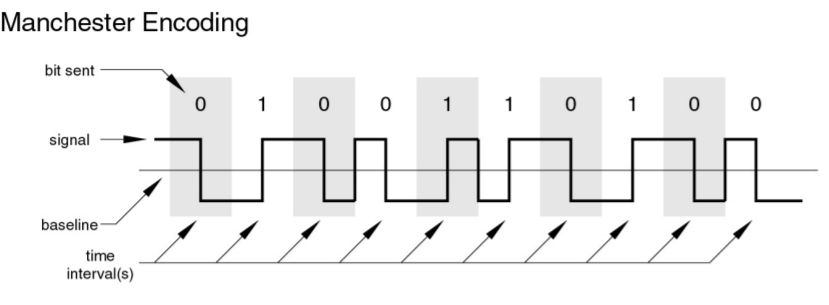 Manchester Encoding
bit sent
0 1 0 0 1 1 0 1 0 0
signal
baseline
time
interval(s)